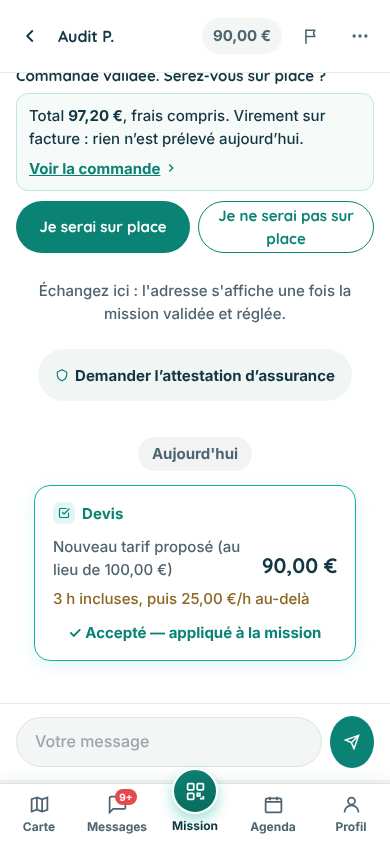 Audit P.
90,00 €
Commande validée. Serez-vous sur place ?
Total 97,20 €, frais compris. Virement sur
facture : rien n’est prélevé aujourd’hui.
Voir la commande
Je serai sur place
Je ne serai pas sur
place
Échangez ici : l'adresse s'affiche une fois la
mission validée et réglée.
Demander l’attestation d’assurance
Aujourd'hui
Devis
Nouveau tarif proposé (au
lieu de 100,00 €)
90,00 €
3 h incluses, puis 25,00 €/h au-delà
Accepté — appliqué à la mission
Votre message
9+
Carte
Messages
Mission
Agenda
Profil